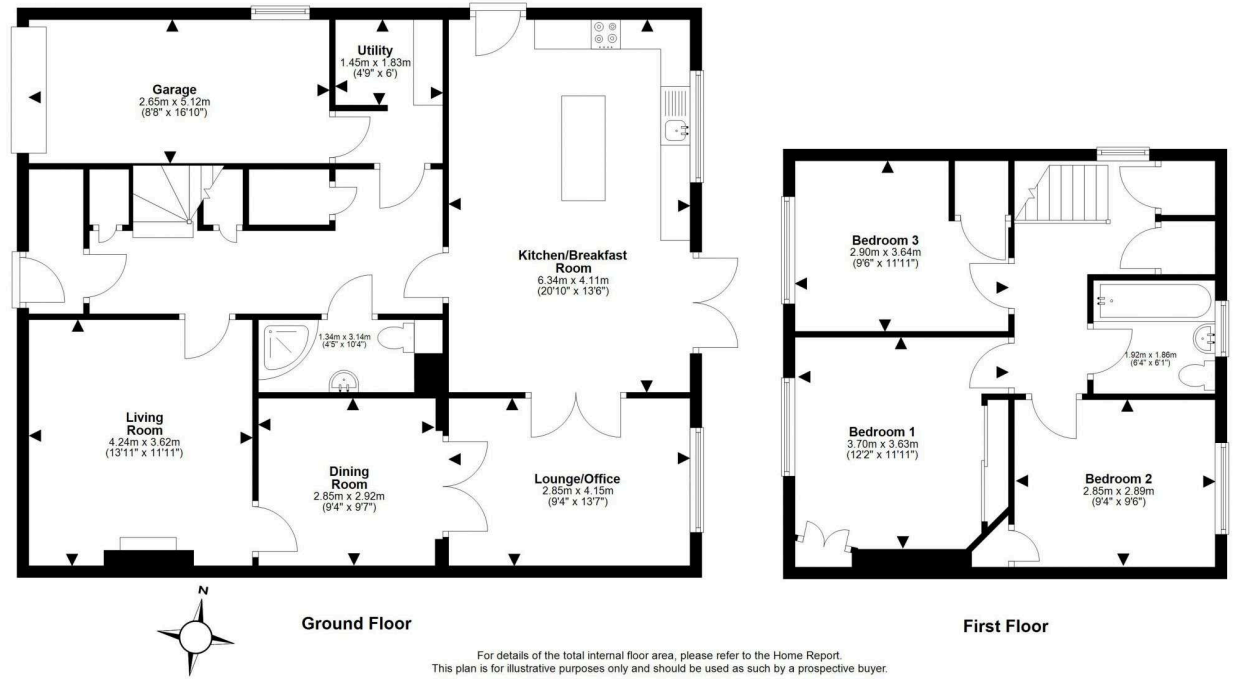 Garage
2.65m x 5.12m
(8'8" x 16'10")
Utility
1.45m x 1.83m
(4'9" x 6')
Kitchen/Breakfast
Room
6.34m x 4.11m
(20'10" x 13'6")
1.34m x 3.14m
(4'5" x 10'4")
Living
Room
4.24m x 3.62m
(13'11" x 11'11")
Dining
Room
2.85m x 2.92m
(9'4" x 9'7")
Lounge/Office
2.85m x 4.15m
(9'4" x 13'7")
Bedroom 3
2.90m x 3.64m
(9'6" x 11'11")
1.92m x 1.86m
(6'4" x 6'1")
Bedroom 1
3.70m x 3.63m
(12'2" x 11'11")
Bedroom 2
2.85m x 2.89m
(9'4" x 9'6")
N
Ground Floor
First Floor
For details of the total internal floor area, please refer to the Home Report.
This plan is for illustrative purposes only and should be used as such by a prospective buyer.